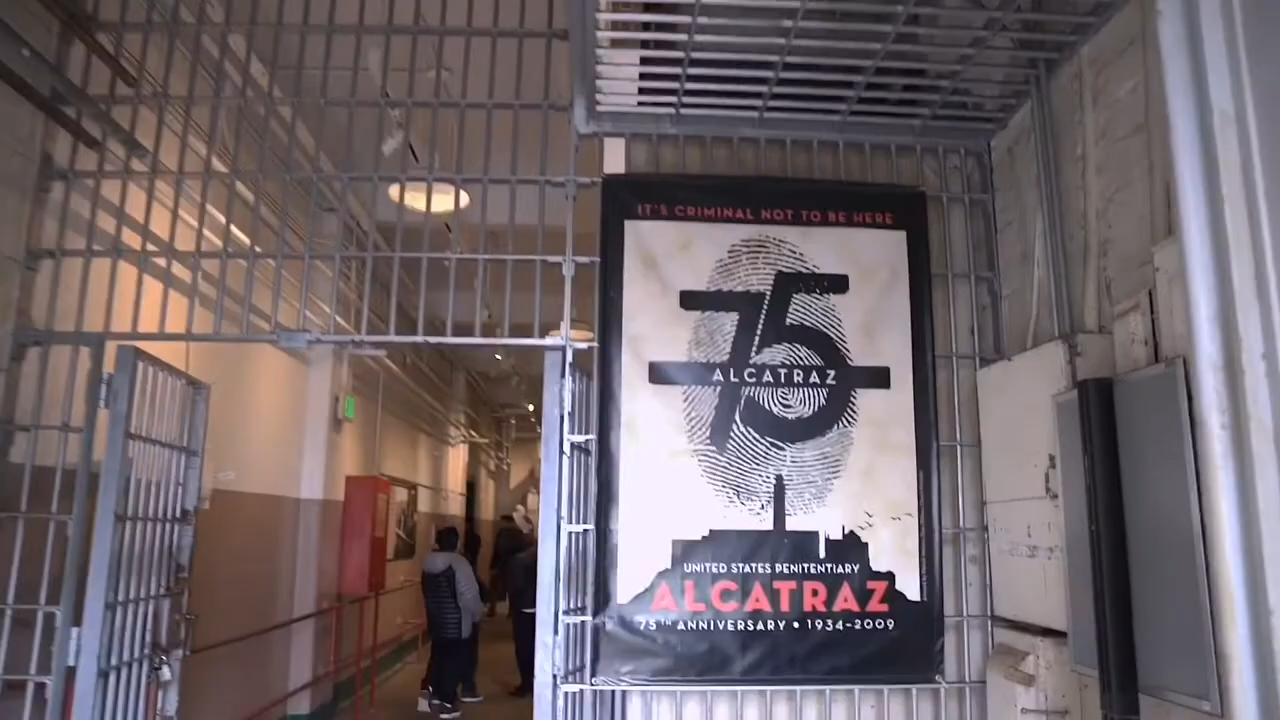 IT'S CRIMINAL NOT TO BE HERE
75
ALCATRAZ
UNITED STATES PENITENTIARY
ALCATRAZ
75TH ANNIVERSARY • 1934-2009